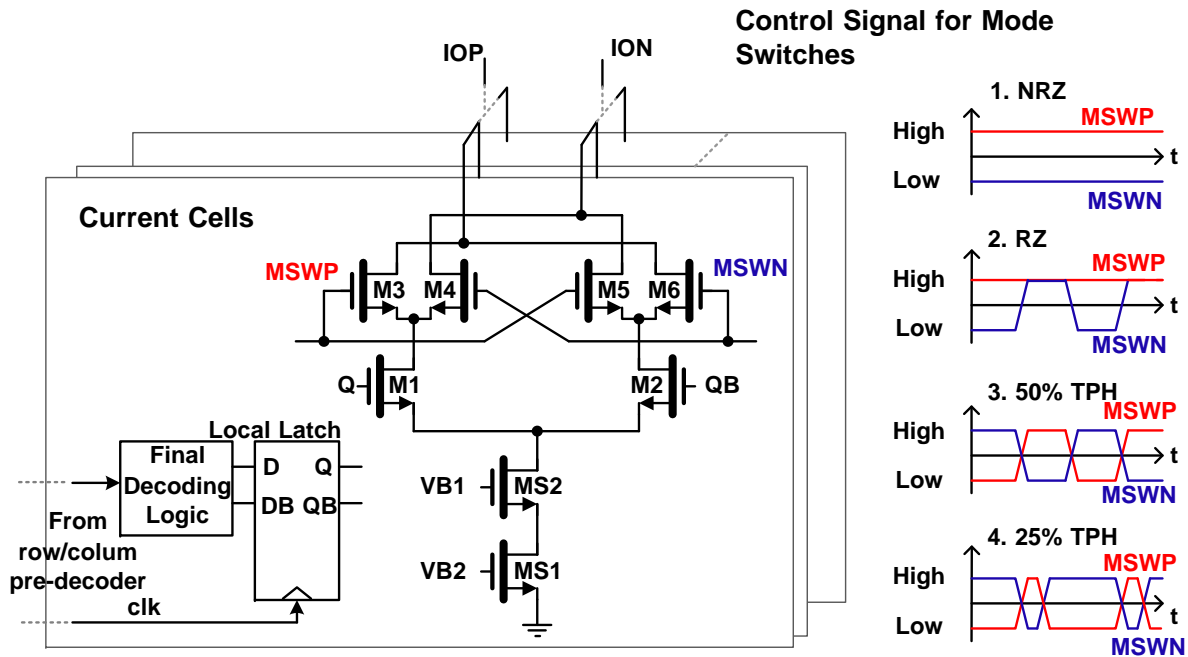 Control Signal for Mode
Switches
IOP
ION
Current Cells
MSWP
M3
M4
M5
M6
MSWN
Q
M1
M2
QB
Local Latch
Final
Decoding
Logic
D
Q
DB
QB
From
row/colum
pre-decoder
clk
VB1
MS2
VB2
MS1
1. NRZ
High
MSWP
t
Low
MSWN
2. RZ
High
MSWP
t
Low
MSWN
3. 50% TPH
High
MSWP
t
Low
MSWN
4. 25% TPH
High
MSWP
t
Low
MSWN